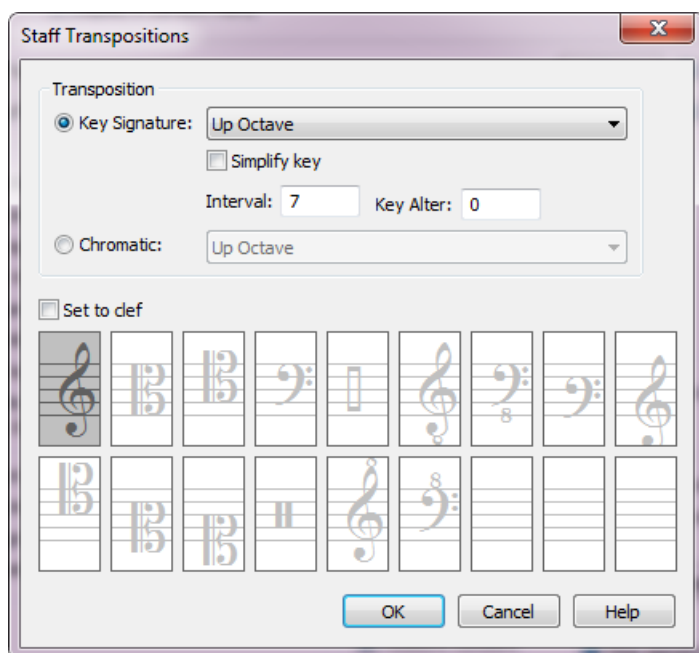 Staff Transpositions
Transposition
Key Signature: Up Octave
Simplify key
Interval: 7 Key Alter: 0
Chromatic: Up Octave
Set to clef
8 8
8 8
OK Cancel Help